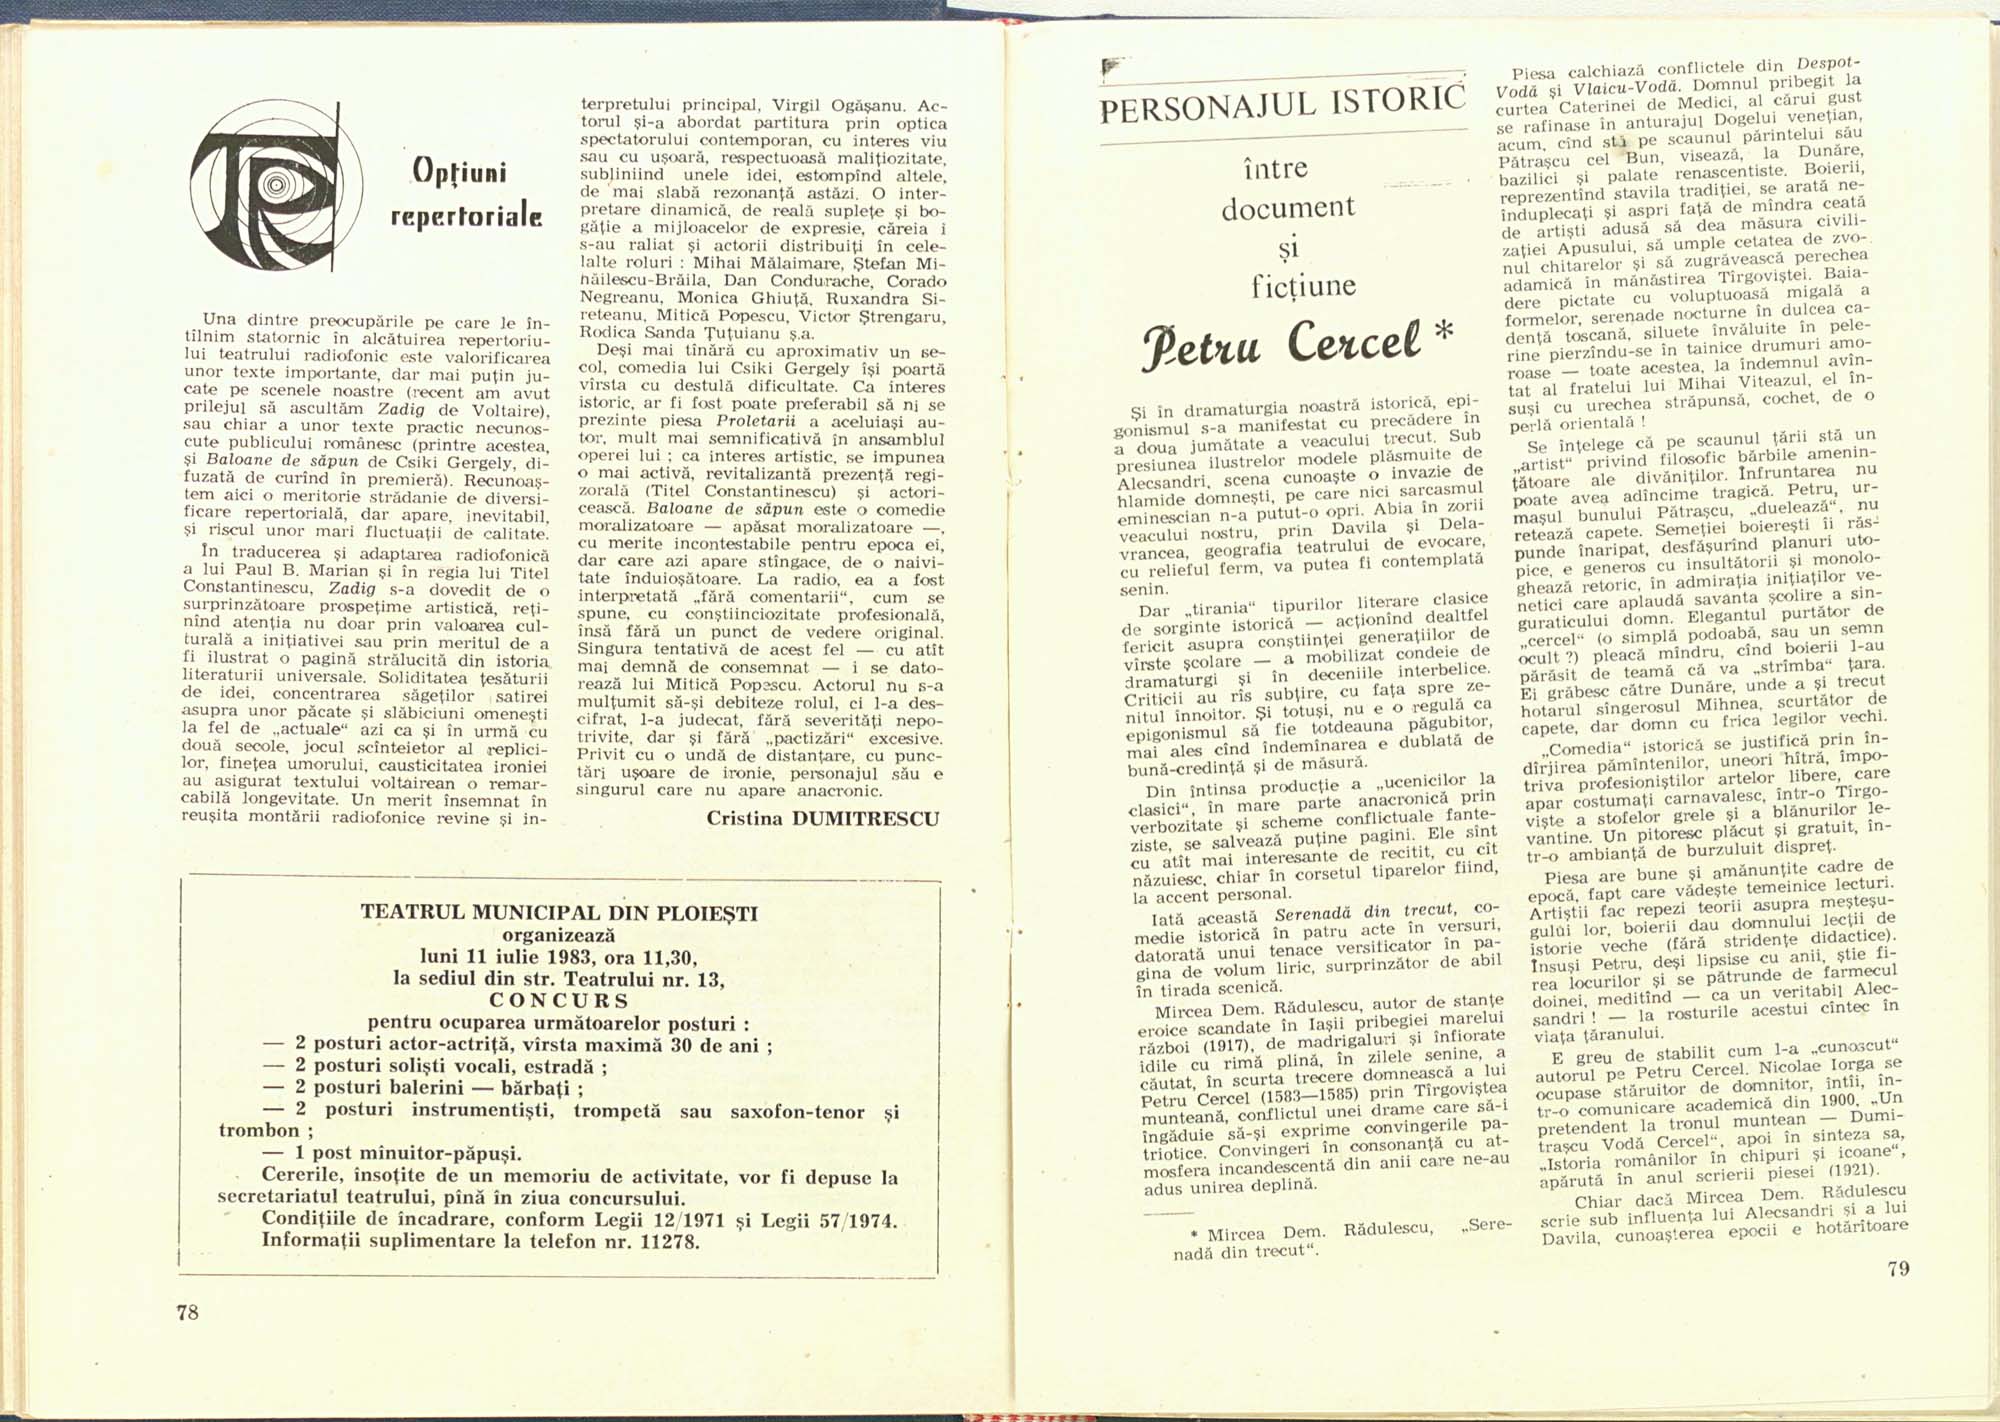 TR
Opțiuni
repertoriale
Una dintre preocupările pe care le în-
tîlnim statornic în alcătuirea repertoriu-
lui teatrului radiofonic este valorificarea
unor texte importante, dar mai puțin ju-
cate pe scenele noastre (recent am avut
prilejul să ascultăm Zadig de Voltaire),
sau chiar a unor texte practic necunos-
cute publicului românesc (printre acestea,
și Baloane de săpun de Csiki Gergely, di-
fuzată de curînd în premieră). Recunoaș-
tem aici o meritorie strădanie de diversi-
ficare repertorială, dar apare, inevitabil,
și riscul unor mari fluctuații de calitate.
În traducerea și adaptarea radiofonică
a lui Paul B. Marian și în regia lui Titel
Constantinescu, Zadig s-a dovedit de o
surprinzătoare prospețime artistică, reți-
nînd atenția nu doar prin valoarea cul-
turală a inițiativei sau prin meritul de a
fi ilustrat o pagină strălucită din istoria
literaturii universale. Soliditatea țesăturii
de idei, concentrarea săgeților satirei
asupra unor păcate și slăbiciuni omenești
la fel de „actuale“ azi ca și în urmă cu
două secole, jocul scînteietor al replici-
lor, finețea umorului, causticitatea ironiei
au asigurat textului voltairean o remar-
cabilă longevitate. Un merit însemnat în
reușita montării radiofonice revine și in-
terpretului principal, Virgil Ogășanu. Ac-
torul și-a abordat partitura prin optica
spectatorului contemporan, cu interes viu
sau cu ușoară, respectuoasă malițiozitate,
subliniind unele idei, estompînd altele,
de mai slabă rezonanță astăzi. O inter-
pretare dinamică, de reală suplețe și bo-
găție a mijloacelor de expresie, căreia i
s-au raliat și actorii distribuiți în cele-
lalte roluri : Mihai Mălaimare, Ștefan Mi-
hăilescu-Brăila, Dan Condurache, Corado
Negreanu, Monica Ghiuță, Ruxandra Si-
reteanu, Mitică Popescu, Victor Ștrengaru,
Rodica Sanda Țuțuianu ș.a.
Deși mai tînără cu aproximativ un se-
col, comedia lui Csiki Gergely își poartă
vîrsta cu destulă dificultate. Ca interes
istoric, ar fi fost poate preferabil să ni se
prezinte piesa Proletarii a aceluiași au-
tor, mult mai semnificativă în ansamblul
operei lui ; ca interes artistic, se impunea
o mai activă, revitalizantă prezență regi-
zorală (Titel Constantinescu) și actori-
cească. Baloane de săpun este o comedie
moralizatoare — apăsat moralizatoare —,
cu merite incontestabile pentru epoca ei,
dar care azi apare stîngace, de o naivi-
tate înduioșătoare. La radio, ea a fost
interpretată „fără comentarii“, cum se
spune, cu conștiinciozitate profesională,
însă fără un punct de vedere original.
Singura tentativă de acest fel — cu atît
mai demnă de consemnat — i se dato-
rează lui Mitică Popescu. Actorul nu s-a
mulțumit să-și debiteze rolul, ci l-a des-
cifrat, l-a judecat, fără severități nepo-
trivite, dar și fără „pactizări“ excesive.
Privit cu o undă de distanțare, cu punc-
tări ușoare de ironie, personajul său e
singurul care nu apare anacronic.
Cristina DUMITRESCU
TEATRUL MUNICIPAL DIN PLOIEȘTI
organizează
luni 11 iulie 1983, ora 11,30,
la sediul din str. Teatrului nr. 13,
CONCURS
pentru ocuparea următoarelor posturi :
— 2 posturi actor-actriță, vîrsta maximă 30 de ani ;
— 2 posturi soliști vocali, estradă ;
— 2 posturi balerini — bărbați ;
— 2 posturi instrumentiști, trompetă sau saxofon-tenor și
trombon ;
— 1 post mînuitor-păpuși.
Cererile, însoțite de un memoriu de activitate, vor fi depuse la
secretariatul teatrului, pînă în ziua concursului.
Condițiile de încadrare, conform Legii 12/1971 și Legii 57/1974.
Informații suplimentare la telefon nr. 11278.
78
PERSONAJUL ISTORIC
între
document
și
ficțiune
Petru Cercel *
Și în dramaturgia noastră istorică, epi-
gonismul s-a manifestat cu precădere în
a doua jumătate a veacului trecut. Sub
presiunea ilustrelor modele plăsmuite de
Alecsandri, scena cunoaște o invazie de
hlamide domnești, pe care nici sarcasmul
eminescian n-a putut-o opri. Abia în zorii
veacului nostru, prin Davila și Dela-
vrancea, geografia teatrului de evocare,
cu relieful ferm, va putea fi contemplată
senin.
Dar „tirania“ tipurilor literare clasice
de sorginte istorică — acționînd dealtfel
fericit asupra conștiinței generațiilor de
vîrste școlare — a mobilizat condeie de
dramaturgi și în deceniile interbelice.
Criticii au rîs subțire, cu fața spre ze-
nitul înnoitor. Și totuși, nu e o regulă ca
epigonismul să fie totdeauna păgubitor,
mai ales cînd îndemînarea e dublată de
bună-credință și de măsură.
Din întinsa producție a „ucenicilor la
clasici“, în mare parte anacronică prin
verbozitate și scheme conflictuale fante-
ziste, se salvează puține pagini. Ele sînt
cu atît mai interesante de recitit, cu cît
năzuiesc, chiar în corsetul tiparelor fiind,
la accent personal.
Iată această Serenadă din trecut, co-
medie istorică în patru acte în versuri,
datorată unui tenace versificator în pa-
gina de volum liric, surprinzător de abil
în tirada scenică.
Mircea Dem. Rădulescu, autor de stanțe
eroice scandate în Iașii pribegiei marelui
război (1917), de madrigaluri și înfiorate
idile cu rimă plină, în zilele senine, a
căutat, în scurta trecere domnească a lui
Petru Cercel (1583—1585) prin Tîrgoviștea
munteană, conflictul unei drame care să-i
îngăduie să-și exprime convingerile pa-
triotice. Convingeri în consonanță cu at-
mosfera incandescentă din anii care ne-au
adus unirea deplină.
* Mircea Dem. Rădulescu, „Sere-
nadă din trecut“.
Piesa calchiază conflictele din Despot-
Vodă și Vlaicu-Vodă. Domnul pribegit la
curtea Caterinei de Medici, al cărui gust
se rafinase în anturajul Dogelui venețian,
acum, cînd stă pe scaunul părintelui său
Pătrașcu cel Bun, visează, la Dunăre,
bazilici și palate renascentiste. Boierii,
reprezentînd stavila tradiției, se arată ne-
înduplecați și aspri față de mîndra ceată
de artiști adusă să dea măsura civili-
zației Apusului, să umple cetatea de zvo-
nul chitarelor și să zugrăvească perechea
adamică în mănăstirea Tîrgoviștei. Baia-
dere pictate cu voluptuoasă migală a
formelor, serenade nocturne în dulcea ca-
dență toscană, siluete învăluite în pele-
rine pierzîndu-se în tainice drumuri amo-
roase — toate acestea, la îndemnul avîn-
tat al fratelui lui Mihai Viteazul, el în-
suși cu urechea străpunsă, cochet, de o
perlă orientală !
Se înțelege că pe scaunul țării stă un
„artist“ privind filosofic bărbile amenin-
țătoare ale divăniților. Înfruntarea nu
poate avea adîncime tragică. Petru, ur-
mașul bunului Pătrașcu, „duelează“, nu
retează capete. Semeției boierești îi răs-
punde înaripat, desfășurînd planuri uto-
pice, e generos cu insultătorii și monolo-
ghează retoric, în admirația inițiaților ve-
netici care aplaudă savanta școlire a sin-
guraticului domn. Elegantul purtător de
„cercel“ (o simplă podoabă, sau un semn
ocult ?) pleacă mîndru, cînd boierii l-au
părăsit de teamă că va „strîmba“ țara.
Ei grăbesc către Dunăre, unde a și trecut
hotarul sîngerosul Mihnea, scurtător de
capete, dar domn cu frica legilor vechi.
„Comedia“ istorică se justifică prin în-
dîrjirea pămîntenilor, uneori hîtră, împo-
triva profesioniștilor artelor libere, care
apar costumați carnavalesc, într-o Tîrgo-
viște a stofelor grele și a blănurilor le-
vantine. Un pitoresc plăcut și gratuit, în-
tr-o ambianță de burzuluit dispreț.
Piesa are bune și amănunțite cadre de
epocă, fapt care vădește temeinice lecturi.
Artiștii fac repezi teorii asupra meșteșu-
gului lor, boierii dau domnului lecții de
istorie veche (fără stridențe didactice).
Însuși Petru, deși lipsise cu anii, știe fi-
rea locurilor și se pătrunde de farmecul
doinei, meditînd — ca un veritabil Alec-
sandri ! — la rosturile acestui cîntec în
viața țăranului.
E greu de stabilit cum l-a „cunoscut“
autorul pe Petru Cercel. Nicolae Iorga se
ocupase stăruitor de domnitor, întîi, în-
tr-o comunicare academică din 1900, „Un
pretendent la tronul muntean — Dumi-
trașcu Vodă Cercel“, apoi în sinteza sa,
„Istoria românilor în chipuri și icoane“,
apărută în anul scrierii piesei (1921).
Chiar dacă Mircea Dem. Rădulescu
scrie sub influența lui Alecsandri și a lui
Davila, cunoașterea epocii e hotărîtoare
79